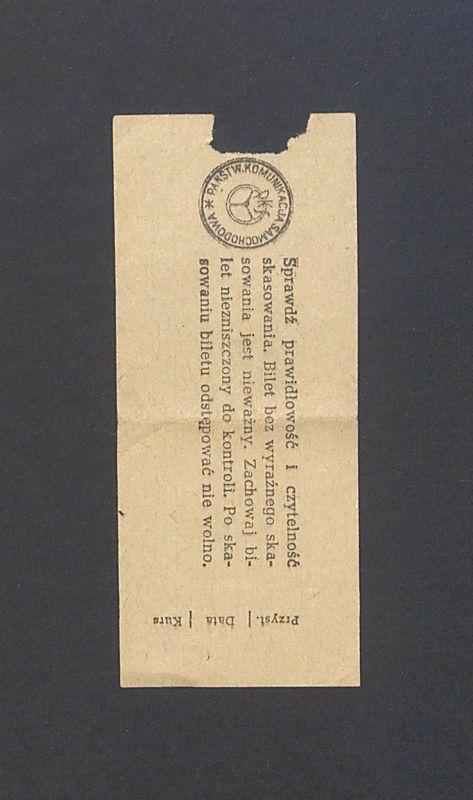 PAŃSTW. KOMUNIKACJA SAMOCHODOWA *
PKS
Sprawdź prawidłowość i czytelność
skasowania. Bilet bez wyraźnego ska-
sowania jest nieważny. Zachowaj bi-
let niezniszczony do kontroli. Po ska-
sowaniu biletu odstępować nie wolno.
Przyst. | Data | Kurs